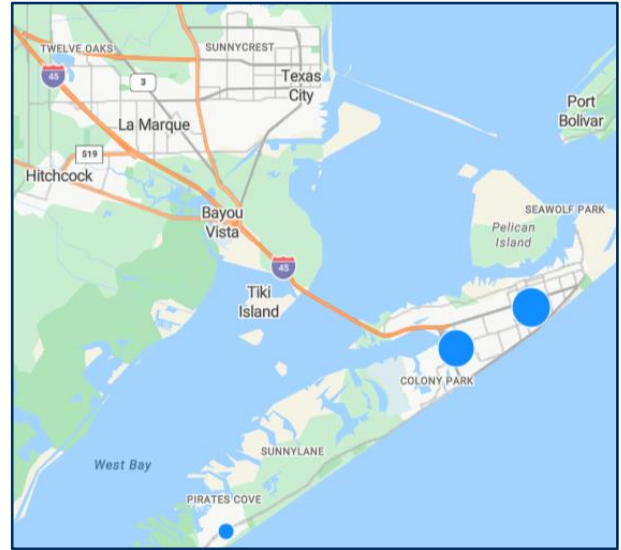 TWELVE OAKS
SUNNYCREST
45
3
Texas
City
La Marque
Port
Bolivar
519
Hitchcock
Bayou
Vista
SEAWOLF PARK
Pelican
Island
45
Tiki
Island
COLONY PARK
SUNNYLANE
West Bay
PIRATES COVE